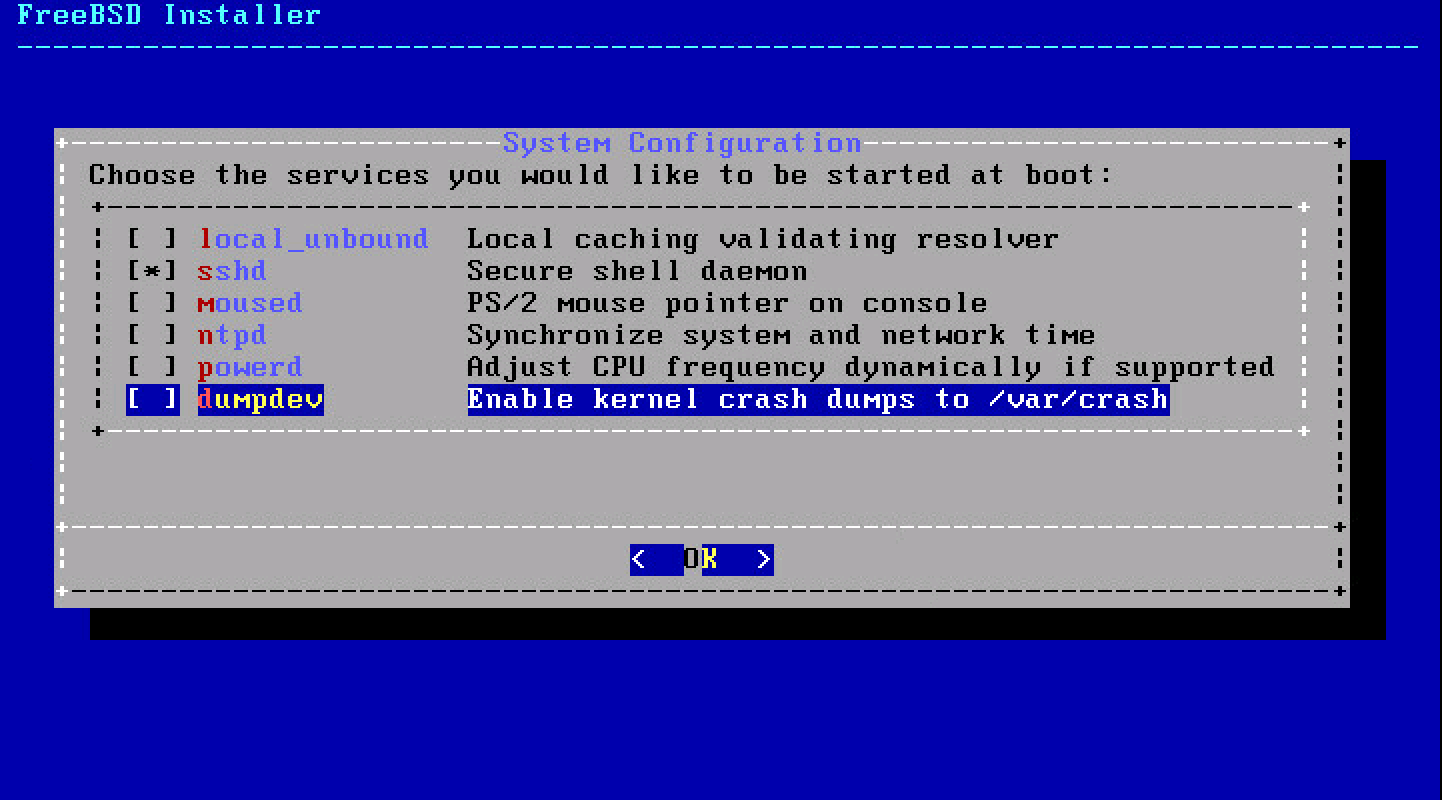 FreeBSD Installer
System Configuration
Choose the services you would like to be started at boot:
[ ] local_unbound Local caching validating resolver
[*] sshd Secure shell daemon
[ ] moused PS/2 mouse pointer on console
[ ] ntpd Synchronize system and network time
[ ] powerd Adjust CPU frequency dynamically if supported
[ ] dumpdev Enable kernel crash dumps to /var/crash
< OK >